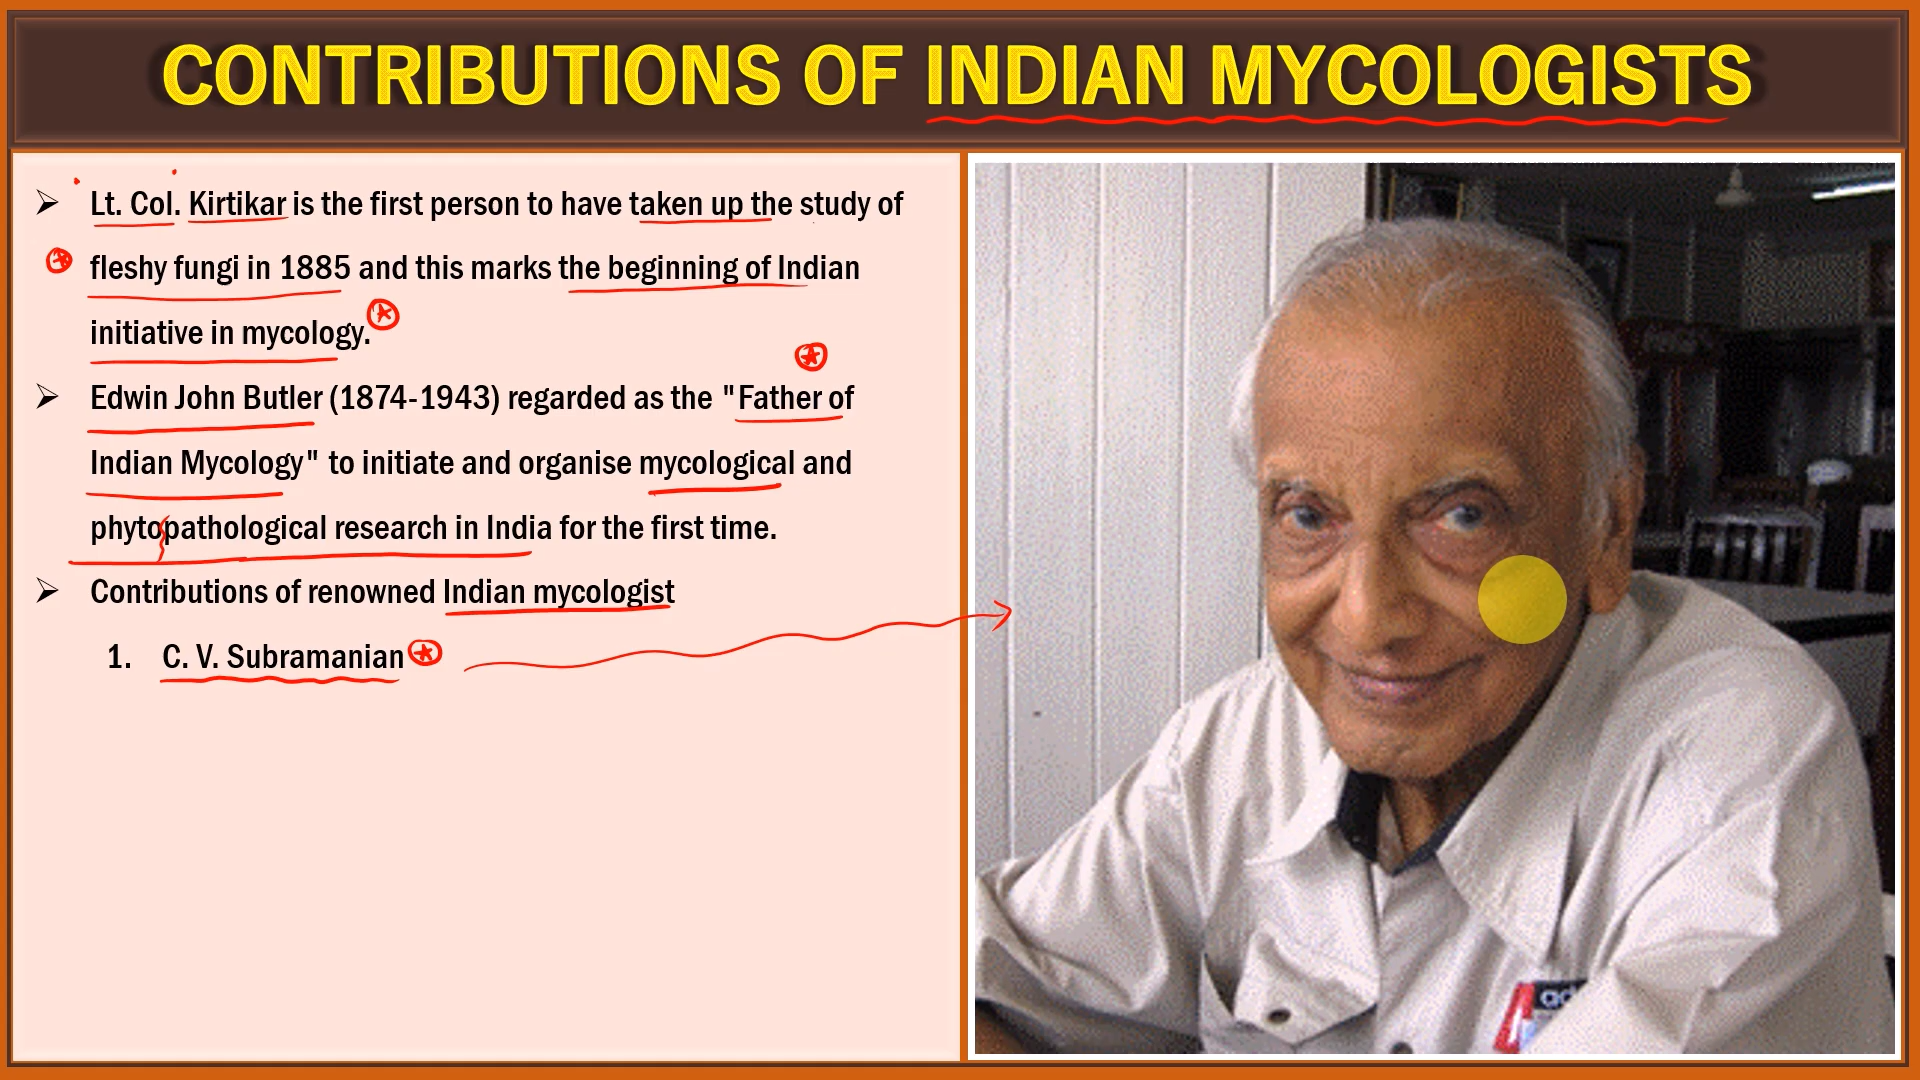 CONTRIBUTIONS OF INDIAN MYCOLOGISTS
Lt. Col. Kirtikar is the first person to have taken up the study of
fleshy fungi in 1885 and this marks the beginning of Indian
initiative in mycology.
Edwin John Butler (1874-1943) regarded as the "Father of
Indian Mycology" to initiate and organise mycological and
phytopathological research in India for the first time.
Contributions of renowned Indian mycologist
1. C. V. Subramanian